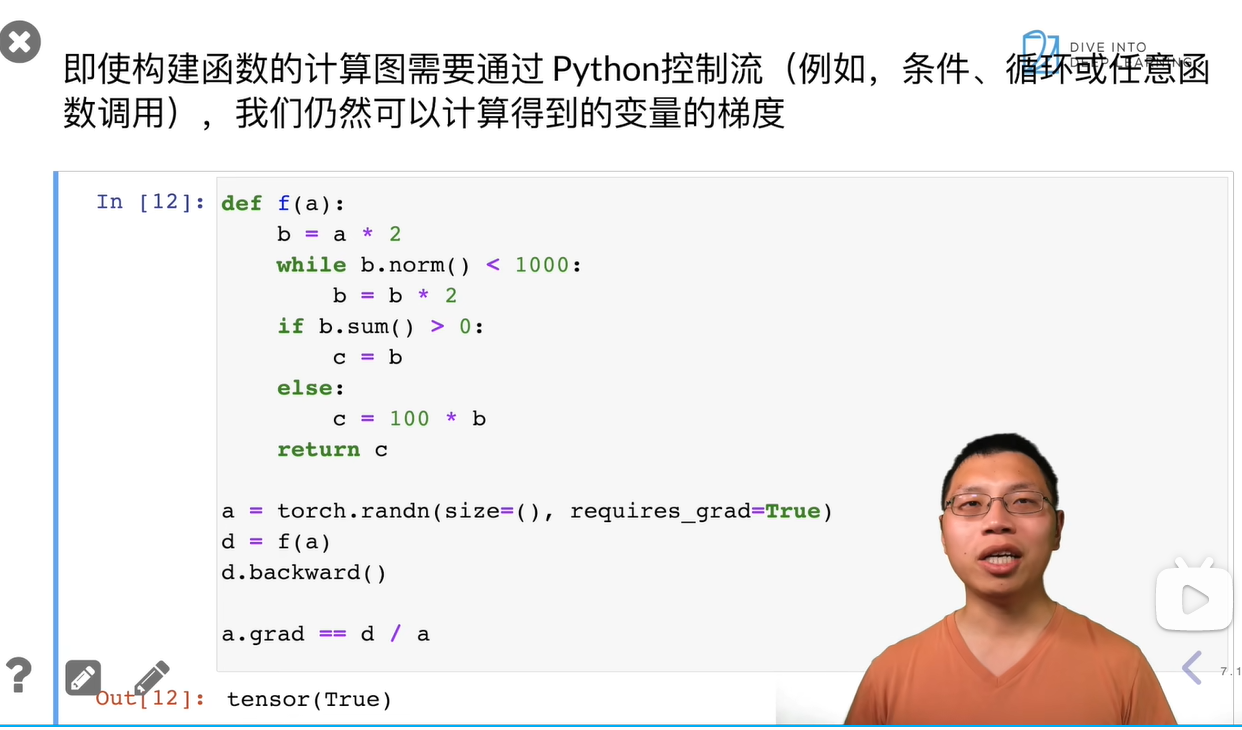 DIVE INTO
DEEP LEARNING
即使构建函数的计算图需要通过 Python控制流（例如，条件、循环或任意函
数调用），我们仍然可以计算得到的变量的梯度
In [12]: def f(a):
    b = a * 2
    while b.norm() < 1000:
        b = b * 2
    if b.sum() > 0:
        c = b
    else:
        c = 100 * b
    return c
a = torch.randn(size=(), requires_grad=True)
d = f(a)
d.backward()
a.grad == d / a
7.1
Out[12]: tensor(True)